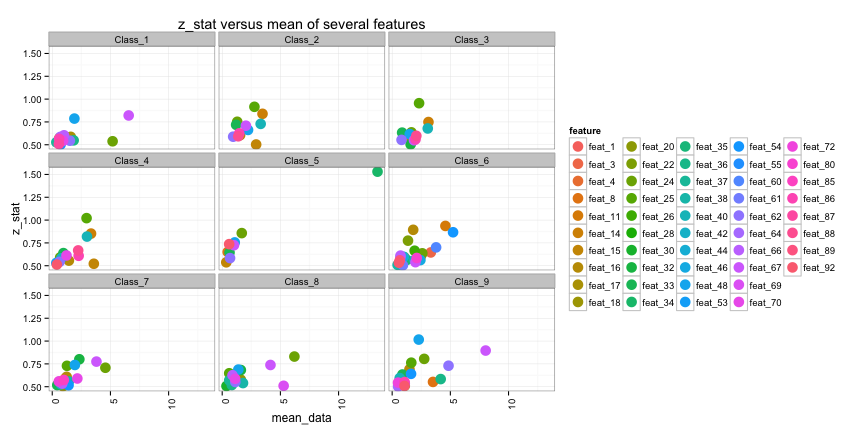 z_stat versus mean of several features
Class_1 Class_2 Class_3
1.50
1.25
1.00
0.75
0.50
Class_4 Class_5 Class_6
1.50
1.25
1.00
0.75
0.50
Class_7 Class_8 Class_9
1.50
1.25
1.00
0.75
0.50
0 5 10 0 5 10 0 5 10
z_stat
mean_data
feature
feat_1 feat_20 feat_35 feat_54 feat_72
feat_3 feat_22 feat_36 feat_55 feat_80
feat_4 feat_24 feat_37 feat_60 feat_85
feat_8 feat_25 feat_38 feat_61 feat_86
feat_11 feat_26 feat_40 feat_62 feat_87
feat_14 feat_28 feat_42 feat_64 feat_88
feat_15 feat_30 feat_44 feat_66 feat_89
feat_16 feat_32 feat_46 feat_67 feat_92
feat_17 feat_33 feat_48 feat_69
feat_18 feat_34 feat_53 feat_70